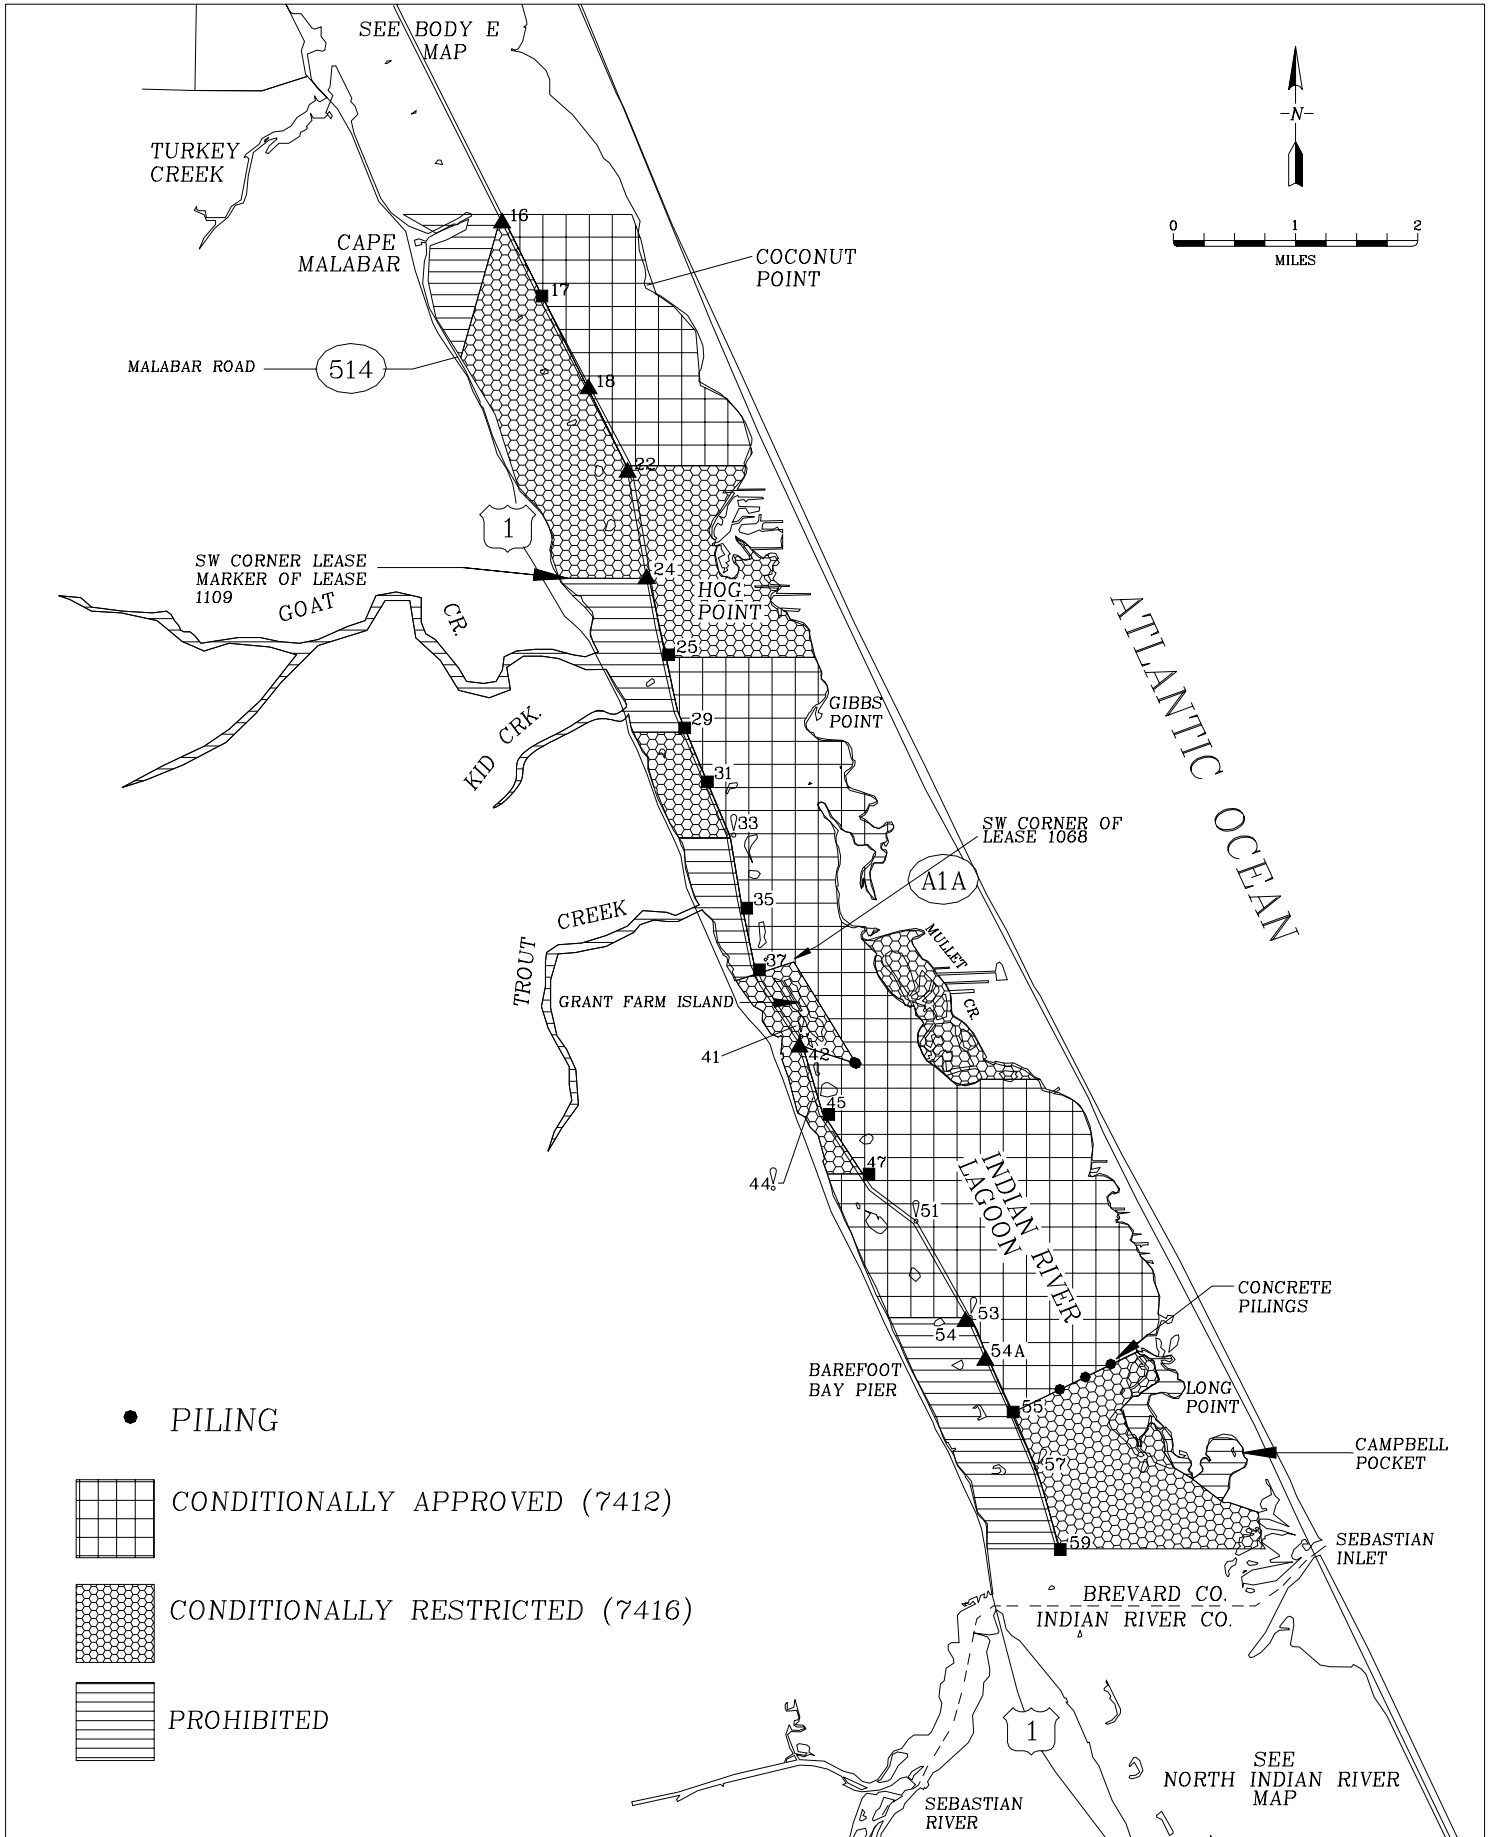 SEE BODY E
MAP
-N-
TURKEY
CREEK
16
0 1 2
MILES
CAPE
MALABAR
COCONUT
POINT
17
MALABAR ROAD
514
18
22
1
SW CORNER LEASE
MARKER OF LEASE
1109
24
HOG
POINT
GOAT
CR.
ATLANTIC OCEAN
25
GIBBS
POINT
29
KID CRK.
31
33
SW CORNER OF
LEASE 1068
A1A
35
TROUT CREEK
MULLET
CR.
37
GRANT FARM ISLAND
41
42
45
47
44
INDIAN RIVER
LAGOON
51
CONCRETE
PILINGS
53
54
54A
BAREFOOT
BAY PIER
LONG
POINT
55
PILING
57
CAMPBELL
POCKET
CONDITIONALLY APPROVED (7412)
59
SEBASTIAN
INLET
CONDITIONALLY RESTRICTED (7416)
BREVARD CO.
INDIAN RIVER CO.
PROHIBITED
1
SEE
NORTH INDIAN RIVER
MAP
SEBASTIAN
RIVER